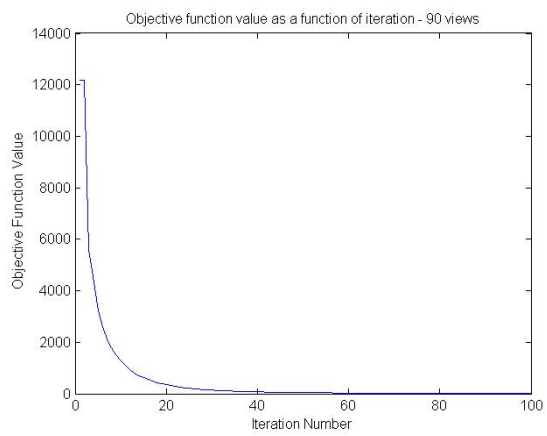 Objective function value as a function of iteration - 90 views
14000
12000
10000
8000
6000
4000
2000
0
Objective Function Value
0 20 40 60 80 100
Iteration Number